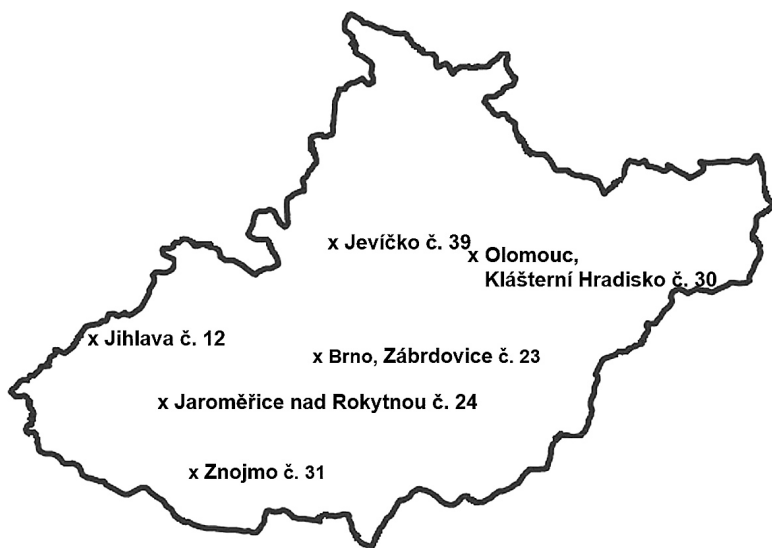 x Jevíčko č. 39
x Olomouc,
Klášterní Hradisko č. 30
x Jihlava č. 12
x Brno, Zábrdovice č. 23
x Jaroměřice nad Rokytnou č. 24
x Znojmo č. 31